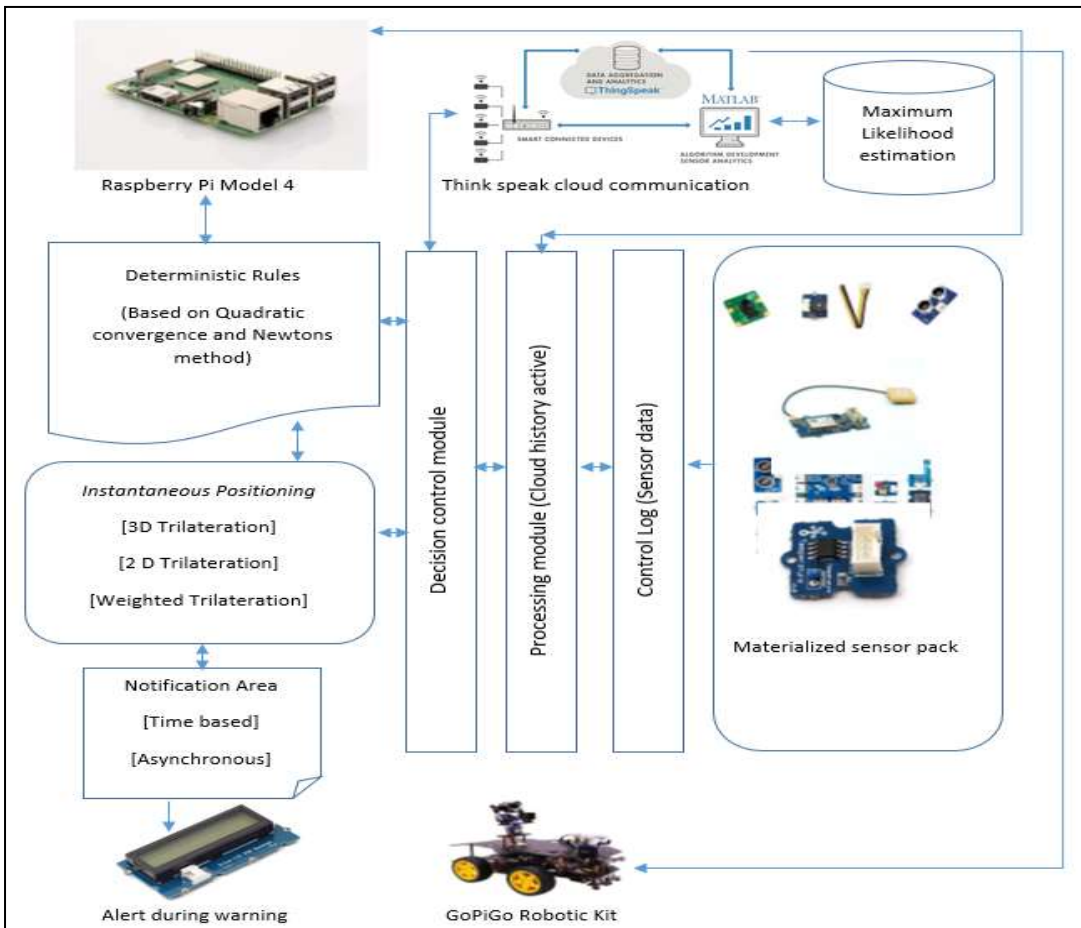 DATA AGGREGATION
AND ANALYTICS
ThingSpeak
MATLAB
SMART CONNECTED DEVICES
ALGORITHM DEVELOPMENT
SENSOR ANALYTICS
Maximum
Likelihood
estimation
Raspberry Pi Model 4
Think speak cloud communication
Deterministic Rules
(Based on Quadratic
convergence and Newtons
method)
Instantaneous Positioning
[3D Trilateration]
[2 D Trilateration]
[Weighted Trilateration]
Decision control module
Processing module (Cloud history active)
Control Log (Sensor data)
Materialized sensor pack
Notification Area
[Time based]
[Asynchronous]
Alert during warning
GoPiGo Robotic Kit